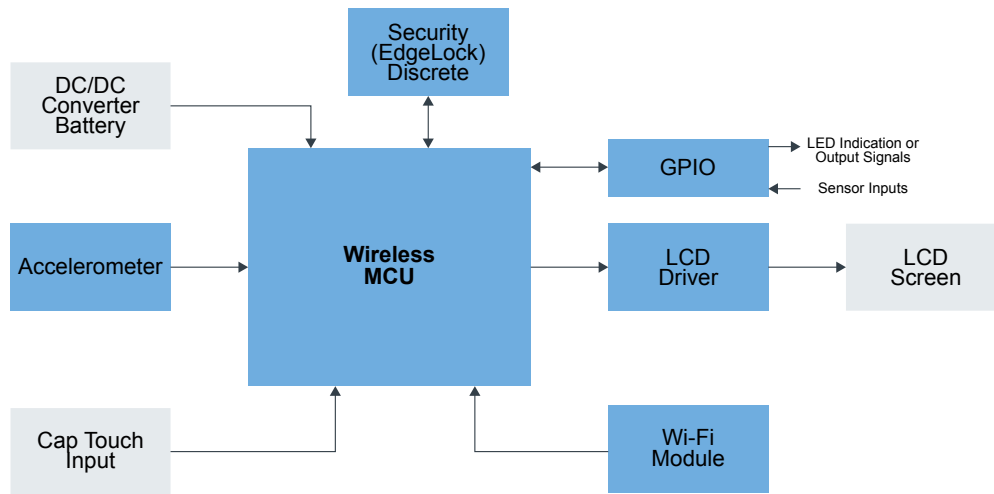 Security
(EdgeLock)
Discrete
DC/DC
Converter
Battery
GPIO
LED Indication or
Output Signals
Sensor Inputs
Accelerometer
Wireless
MCU
LCD
Driver
LCD
Screen
Cap Touch
Input
Wi-Fi
Module